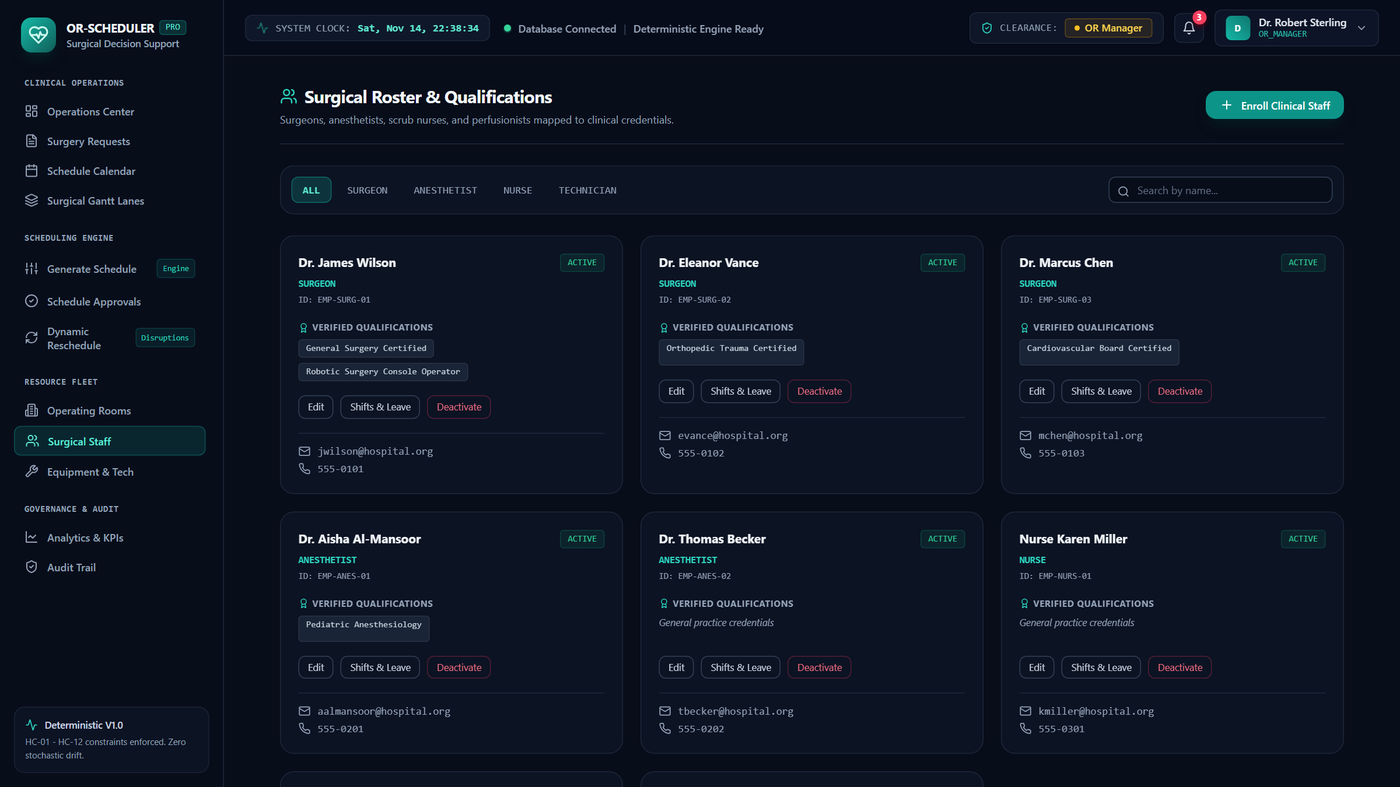 OR-SCHEDULER PRO
Surgical Decision Support
CLINICAL OPERATIONS
Operations Center
Surgery Requests
Schedule Calendar
Surgical Gantt Lanes
SCHEDULING ENGINE
Generate Schedule Engine
Schedule Approvals
Dynamic
Reschedule
Disruptions
RESOURCE FLEET
Operating Rooms
Surgical Staff
Equipment & Tech
GOVERNANCE & AUDIT
Analytics & KPIs
Audit Trail
Deterministic V1.0
HC-01 - HC-12 constraints enforced. Zero
stochastic drift.
SYSTEM CLOCK: Sat, Nov 14, 22:38:34
Database Connected | Deterministic Engine Ready
CLEARANCE: OR Manager
3
D
Dr. Robert Sterling
OR_MANAGER
Surgical Roster & Qualifications
Surgeons, anesthetists, scrub nurses, and perfusionists mapped to clinical credentials.
Enroll Clinical Staff
ALL SURGEON ANESTHETIST NURSE TECHNICIAN
Search by name...
Dr. James Wilson ACTIVE
SURGEON
ID: EMP-SURG-01
VERIFIED QUALIFICATIONS
General Surgery Certified
Robotic Surgery Console Operator
Edit Shifts & Leave Deactivate
jwilson@hospital.org
555-0101
Dr. Eleanor Vance ACTIVE
SURGEON
ID: EMP-SURG-02
VERIFIED QUALIFICATIONS
Orthopedic Trauma Certified
Edit Shifts & Leave Deactivate
evance@hospital.org
555-0102
Dr. Marcus Chen ACTIVE
SURGEON
ID: EMP-SURG-03
VERIFIED QUALIFICATIONS
Cardiovascular Board Certified
Edit Shifts & Leave Deactivate
mchen@hospital.org
555-0103
Dr. Aisha Al-Mansoor ACTIVE
ANESTHETIST
ID: EMP-ANES-01
VERIFIED QUALIFICATIONS
Pediatric Anesthesiology
Edit Shifts & Leave Deactivate
aalmansoor@hospital.org
555-0201
Dr. Thomas Becker ACTIVE
ANESTHETIST
ID: EMP-ANES-02
VERIFIED QUALIFICATIONS
General practice credentials
Edit Shifts & Leave Deactivate
tbecker@hospital.org
555-0202
Nurse Karen Miller ACTIVE
NURSE
ID: EMP-NURS-01
VERIFIED QUALIFICATIONS
General practice credentials
Edit Shifts & Leave Deactivate
kmiller@hospital.org
555-0301